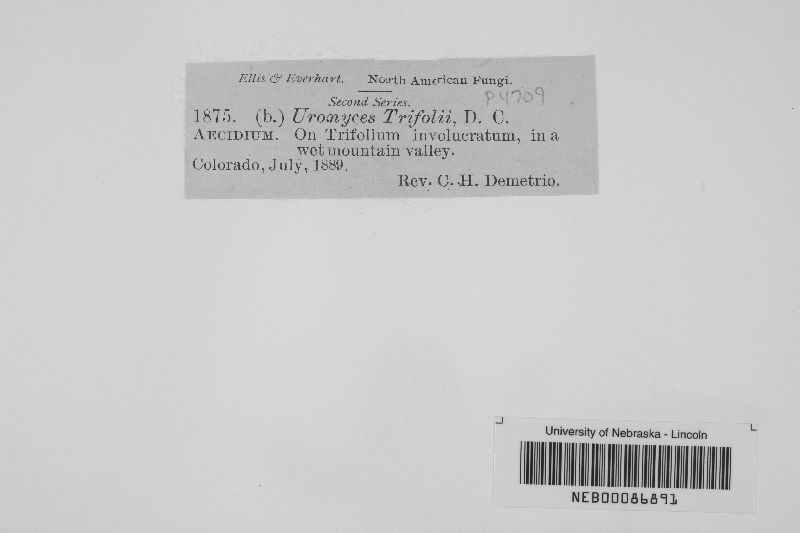 Ellis & Everhart. North American Fungi.
Second Series.
P4709
1875. (b.) Uromyces Trifolii, D. C.
AECIDIUM. On Trifolium involucratum, in a
wet mountain valley.
Colorado, July, 1889.
Rev. C. H. Demetrio.
University of Nebraska - Lincoln
NEB00086891